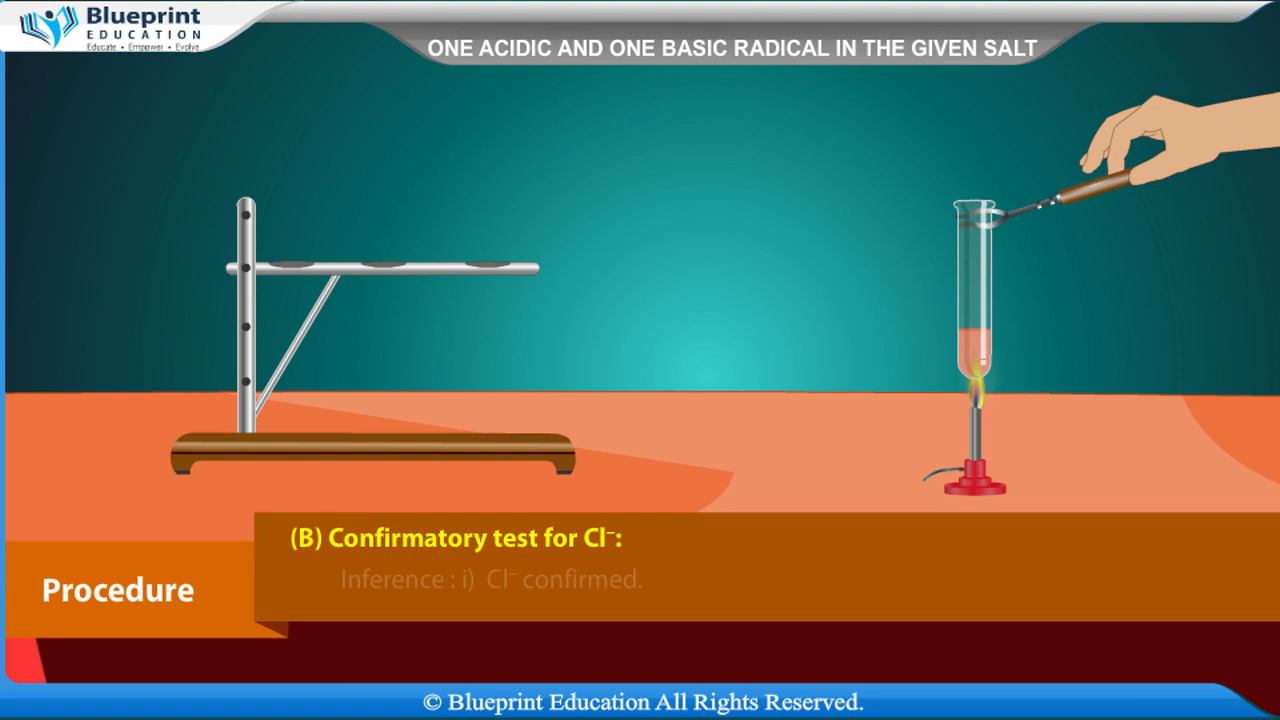 Blueprint
EDUCATION
Educate • Empower • Evolve
ONE ACIDIC AND ONE BASIC RADICAL IN THE GIVEN SALT
(B) Confirmatory test for Cl⁻:
Inference : i) Cl⁻ confirmed.
Procedure
© Blueprint Education All Rights Reserved.